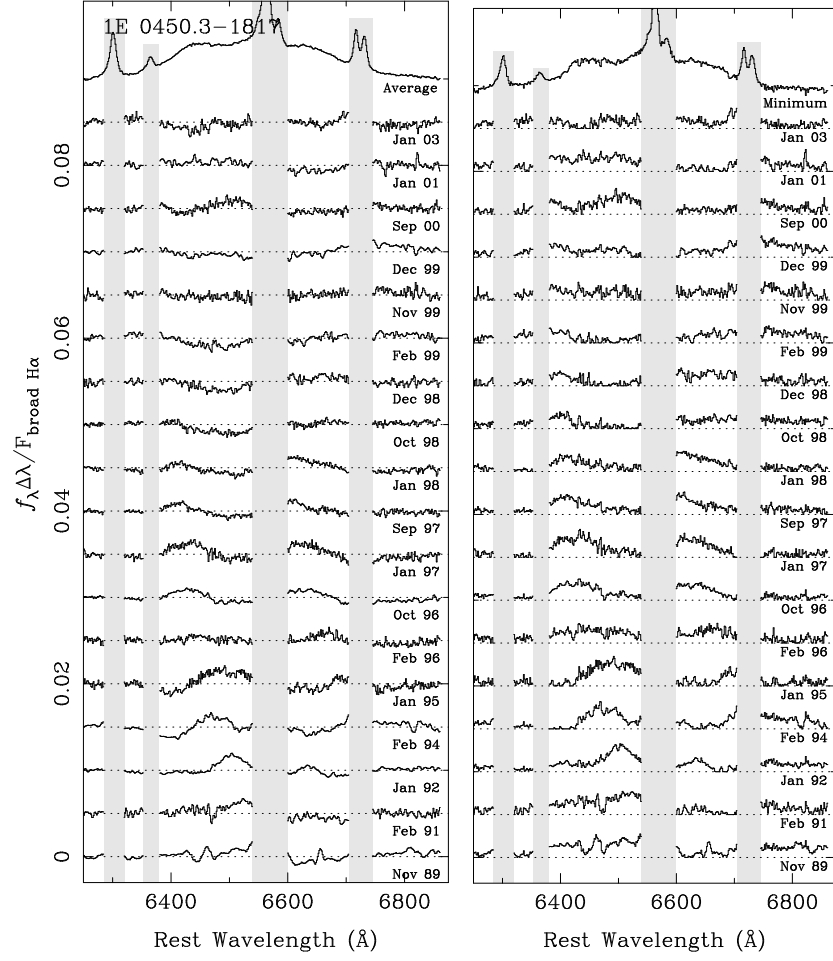 1E 0450.3−1817
Average
Jan 03
Jan 01
Sep 00
Dec 99
Nov 99
Feb 99
Dec 98
Oct 98
Jan 98
Sep 97
Jan 97
Oct 96
Feb 96
Jan 95
Feb 94
Jan 92
Feb 91
Nov 89
0.08
0.06
0.04
0.02
0
fλΔλ/Fbroad Hα
6400
6600
6800
Rest Wavelength (Å)
Minimum
Jan 03
Jan 01
Sep 00
Dec 99
Nov 99
Feb 99
Dec 98
Oct 98
Jan 98
Sep 97
Jan 97
Oct 96
Feb 96
Jan 95
Feb 94
Jan 92
Feb 91
Nov 89
6400
6600
6800
Rest Wavelength (Å)